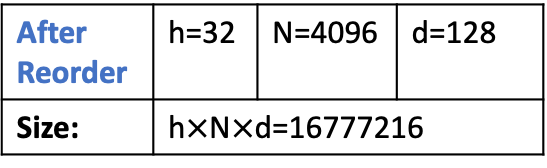 After Reorder h=32 N=4096 d=128
Size: h×N×d=16777216